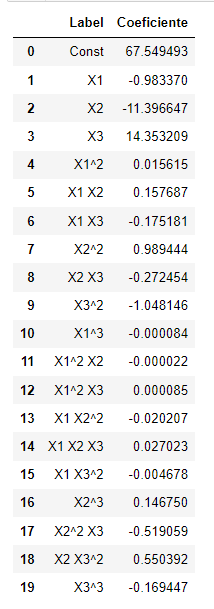 Label Coeficiente
0 Const 67.549493
1 X1 -0.983370
2 X2 -11.396647
3 X3 14.353209
4 X1^2 0.015615
5 X1 X2 0.157687
6 X1 X3 -0.175181
7 X2^2 0.989444
8 X2 X3 -0.272454
9 X3^2 -1.048146
10 X1^3 -0.000084
11 X1^2 X2 -0.000022
12 X1^2 X3 0.000085
13 X1 X2^2 -0.020207
14 X1 X2 X3 0.027023
15 X1 X3^2 -0.004678
16 X2^3 0.146750
17 X2^2 X3 -0.519059
18 X2 X3^2 0.550392
19 X3^3 -0.169447